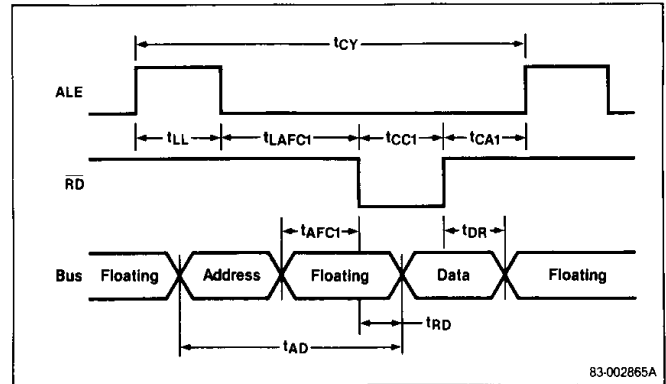 tCY
ALE
tLL
tLAFC1
tCC1
tCA1
RD
tAFC1
tDR
Bus
Floating
Address
Floating
Data
Floating
tRD
tAD
83-002865A